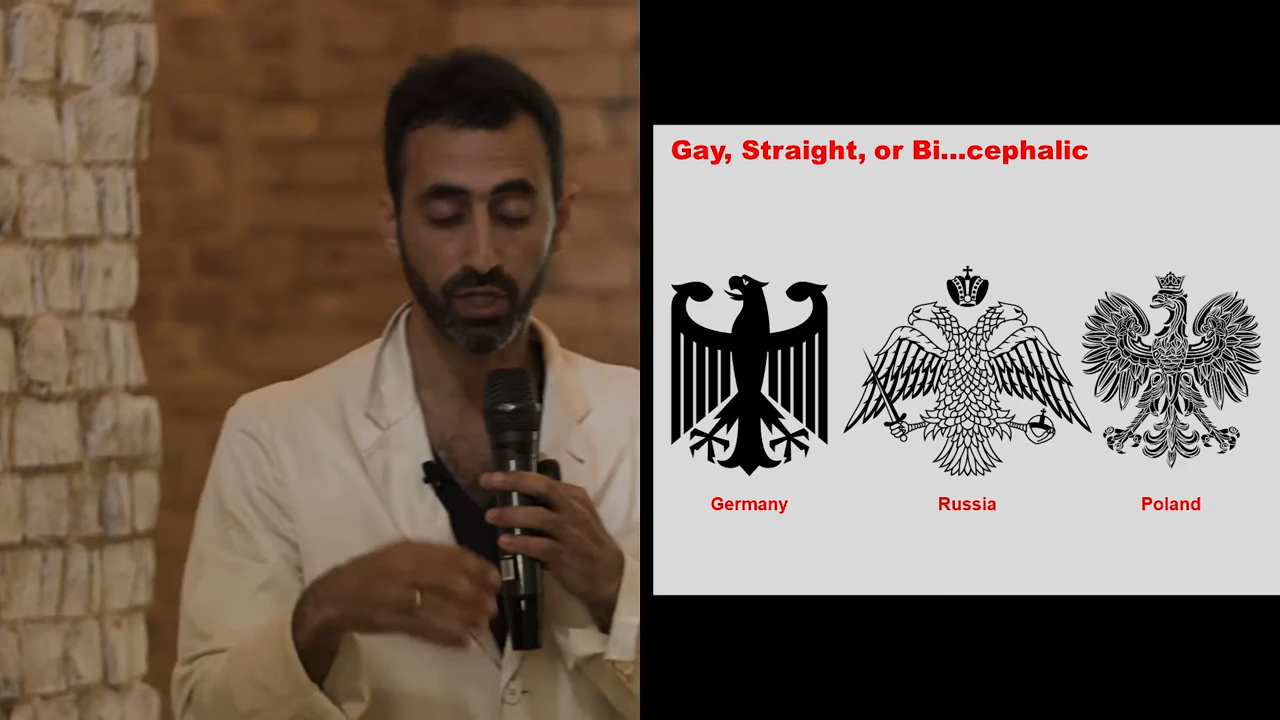 Gay, Straight, or Bi...cephalic
Germany
Russia
Poland